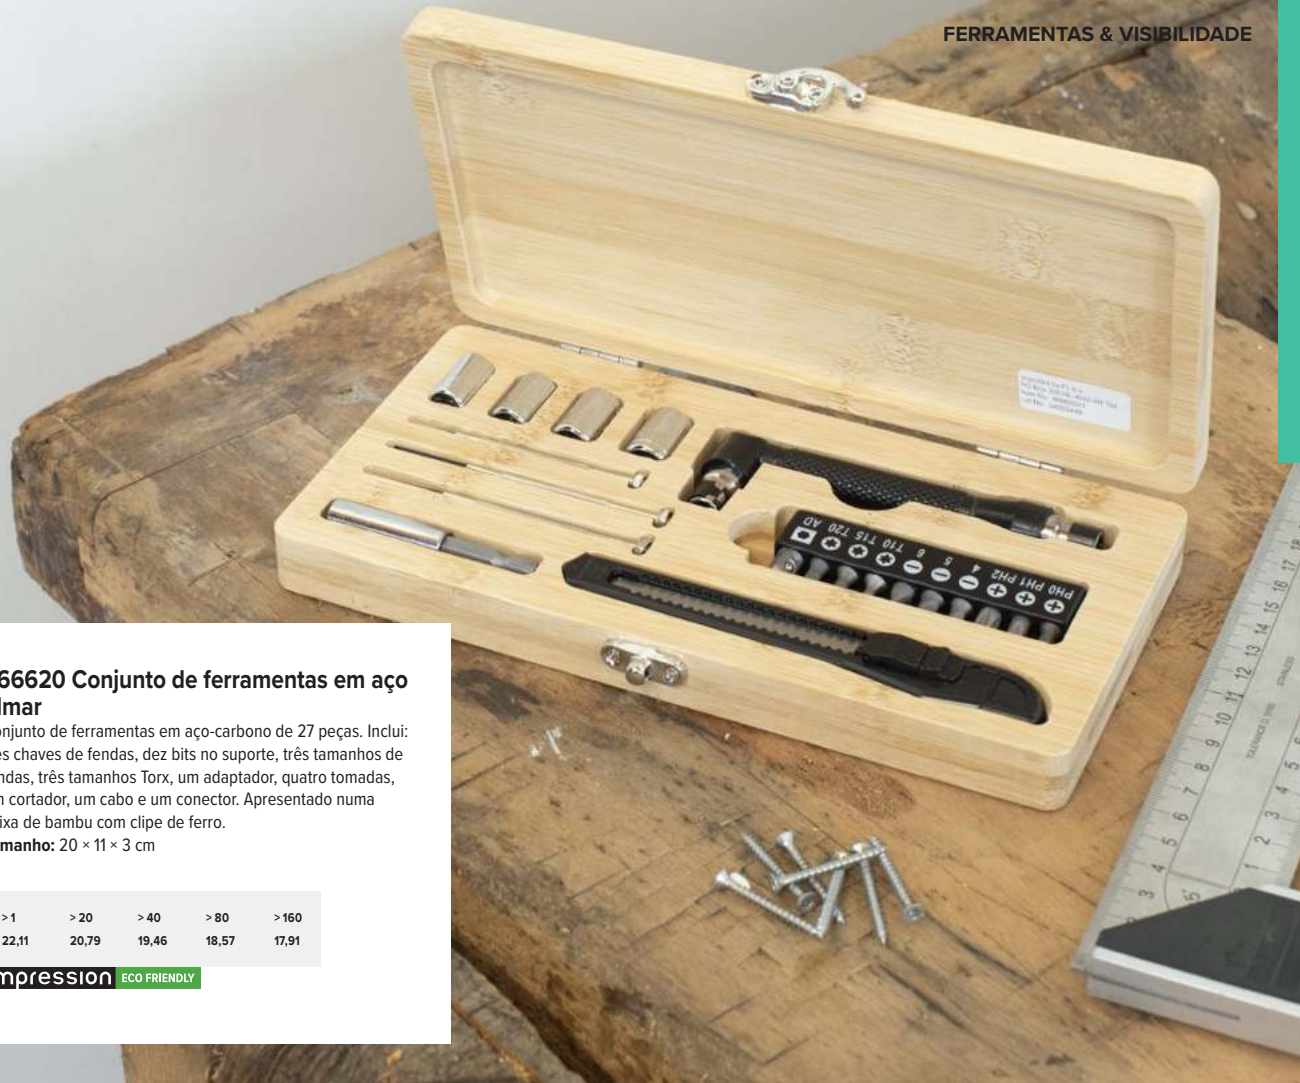 FERRAMENTAS & VISIBILIDADE
AD T20 T15 T10 6 5 4 PH2 PH1 PH0
66620 Conjunto de ferramentas em aço
lmar
onjunto de ferramentas em aço-carbono de 27 peças. Inclui:
es chaves de fendas, dez bits no suporte, três tamanhos de
ndas, três tamanhos Torx, um adaptador, quatro tomadas,
m cortador, um cabo e um conector. Apresentado numa
ixa de bambu com clipe de ferro.
manho: 20 × 11 × 3 cm
> 1 > 20 > 40 > 80 > 160
22,11 20,79 19,46 18,57 17,91
mpression ECO FRIENDLY